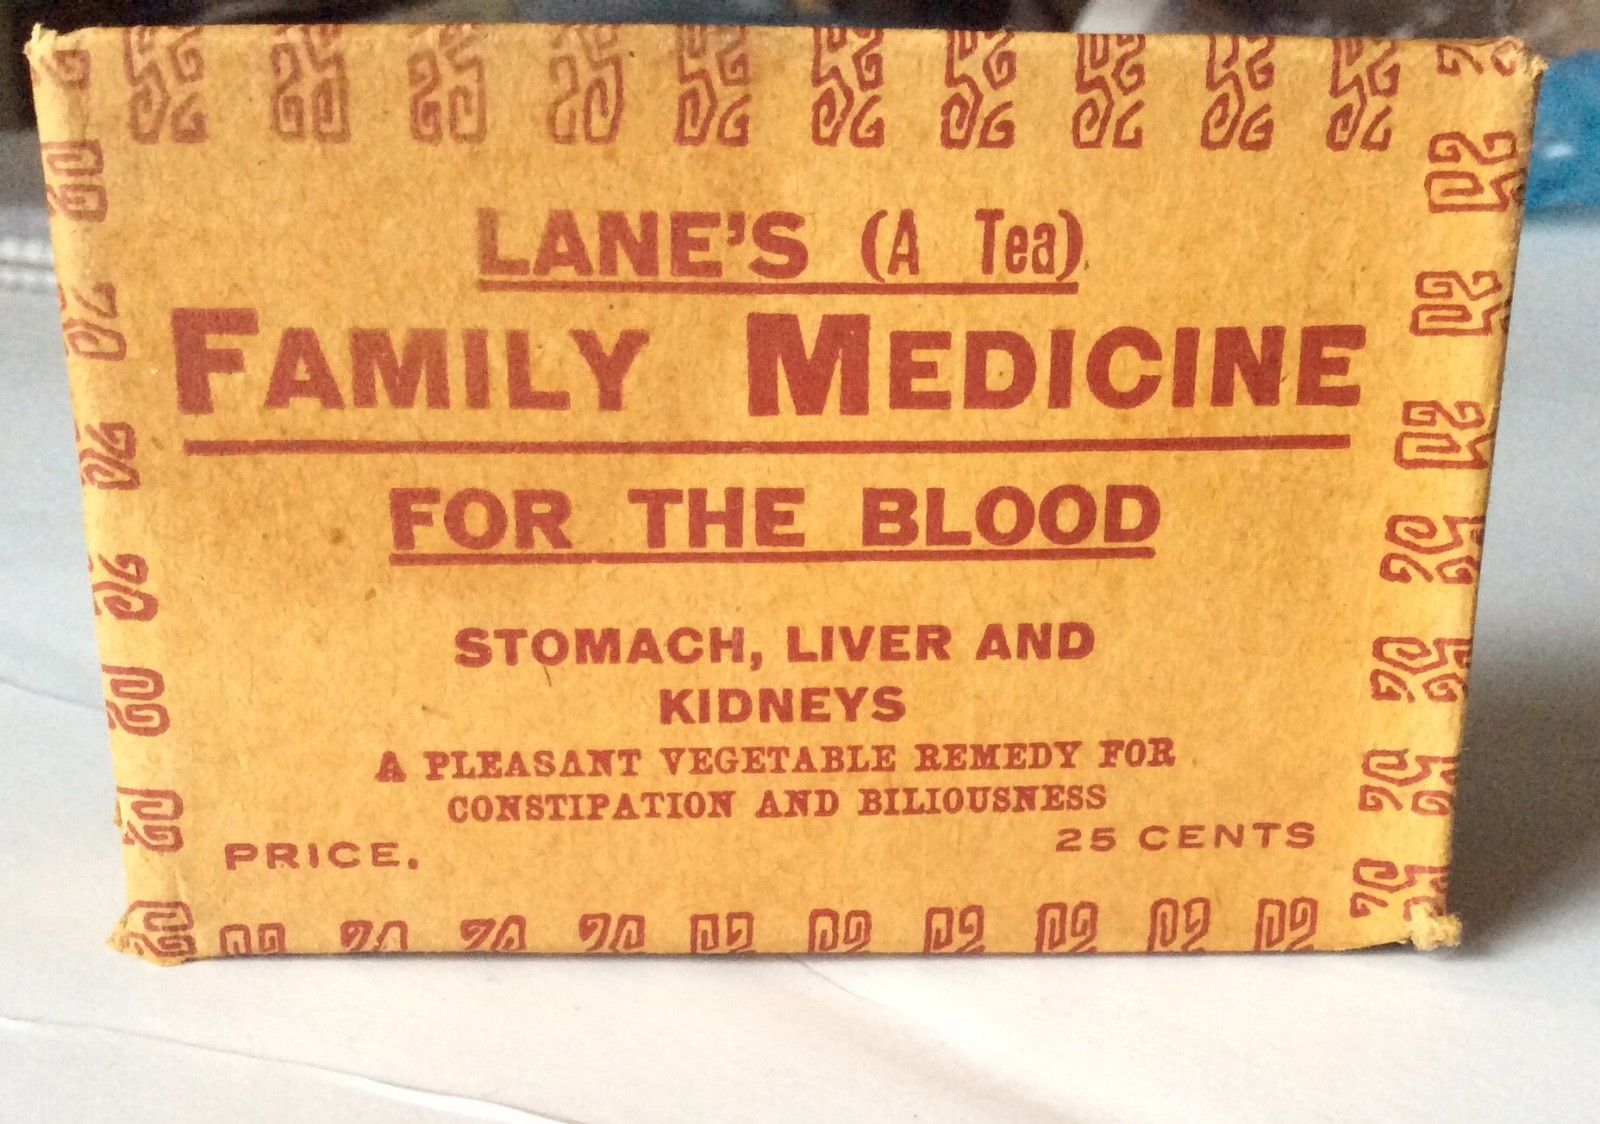 LANE'S (A Tea)
FAMILY MEDICINE
FOR THE BLOOD
STOMACH, LIVER AND
KIDNEYS
A PLEASANT VEGETABLE REMEDY FOR
CONSTIPATION AND BILIOUSNESS
PRICE. 25 CENTS